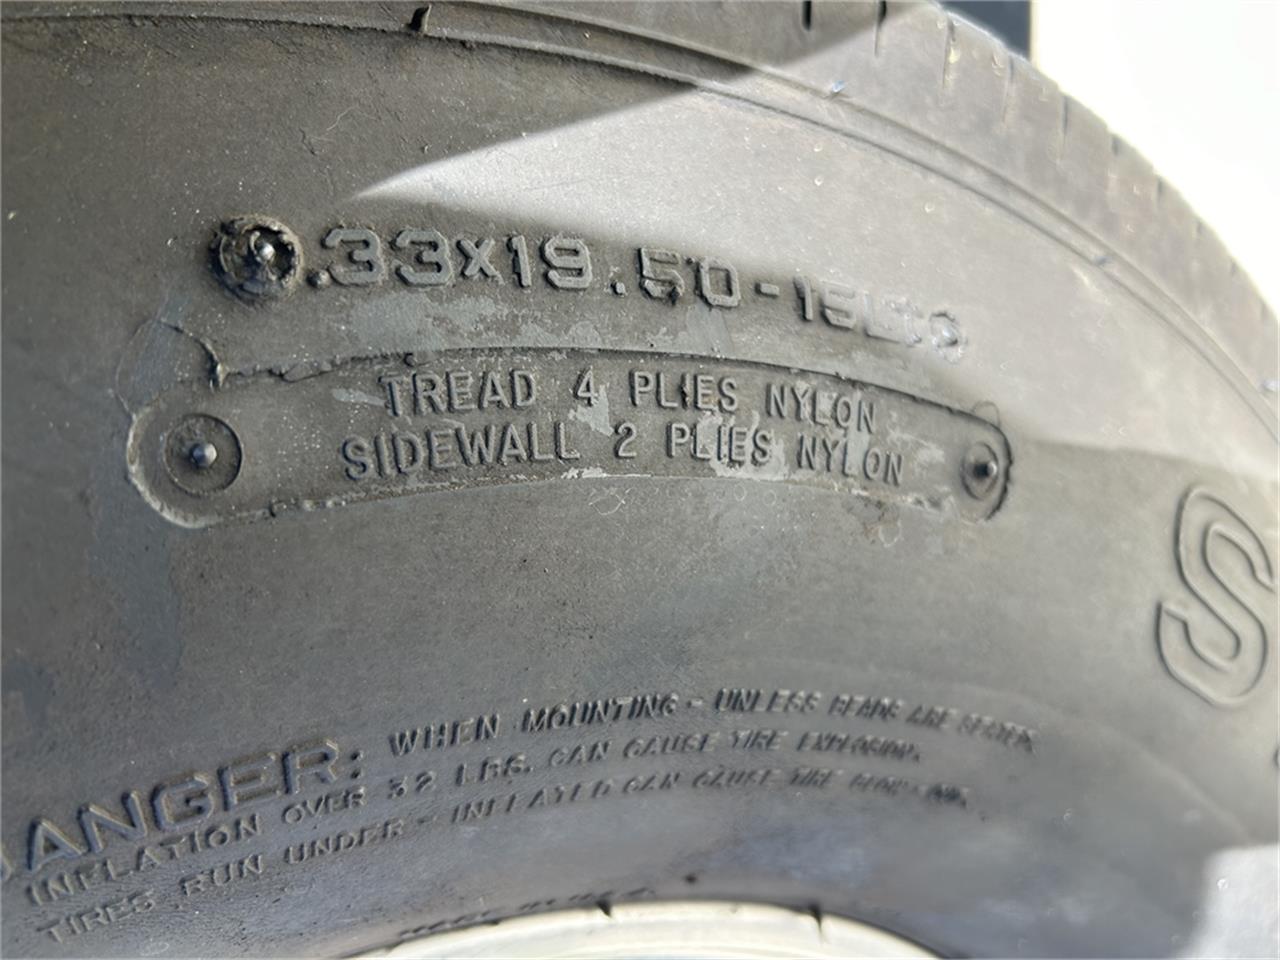 .33x19.50-15LT
TREAD 4 PLIES NYLON
SIDEWALL 2 PLIES NYLON
S
DANGER: WHEN MOUNTING - UNLESS BEADS ARE SEATED,
INFLATION OVER 32 LBS. CAN CAUSE TIRE EXPLOSION.
TIRES RUN UNDER-INFLATED CAN CAUSE TIRE BLOW-